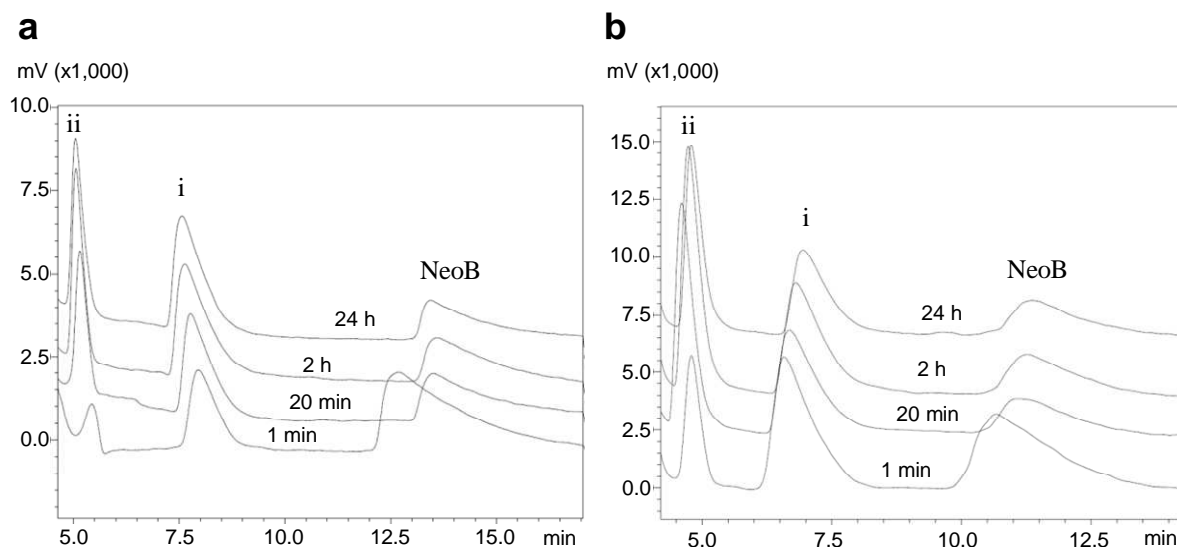 a
mV (x1,000)
10.0
7.5
5.0
2.5
0.0
ii
i
NeoB
24 h
2 h
20 min
1 min
5.0 7.5 10.0 12.5 15.0 min
b
mV (x1,000)
15.0
12.5
10.0
7.5
5.0
2.5
0.0
ii
i
NeoB
24 h
2 h
20 min
1 min
5.0 7.5 10.0 12.5 min